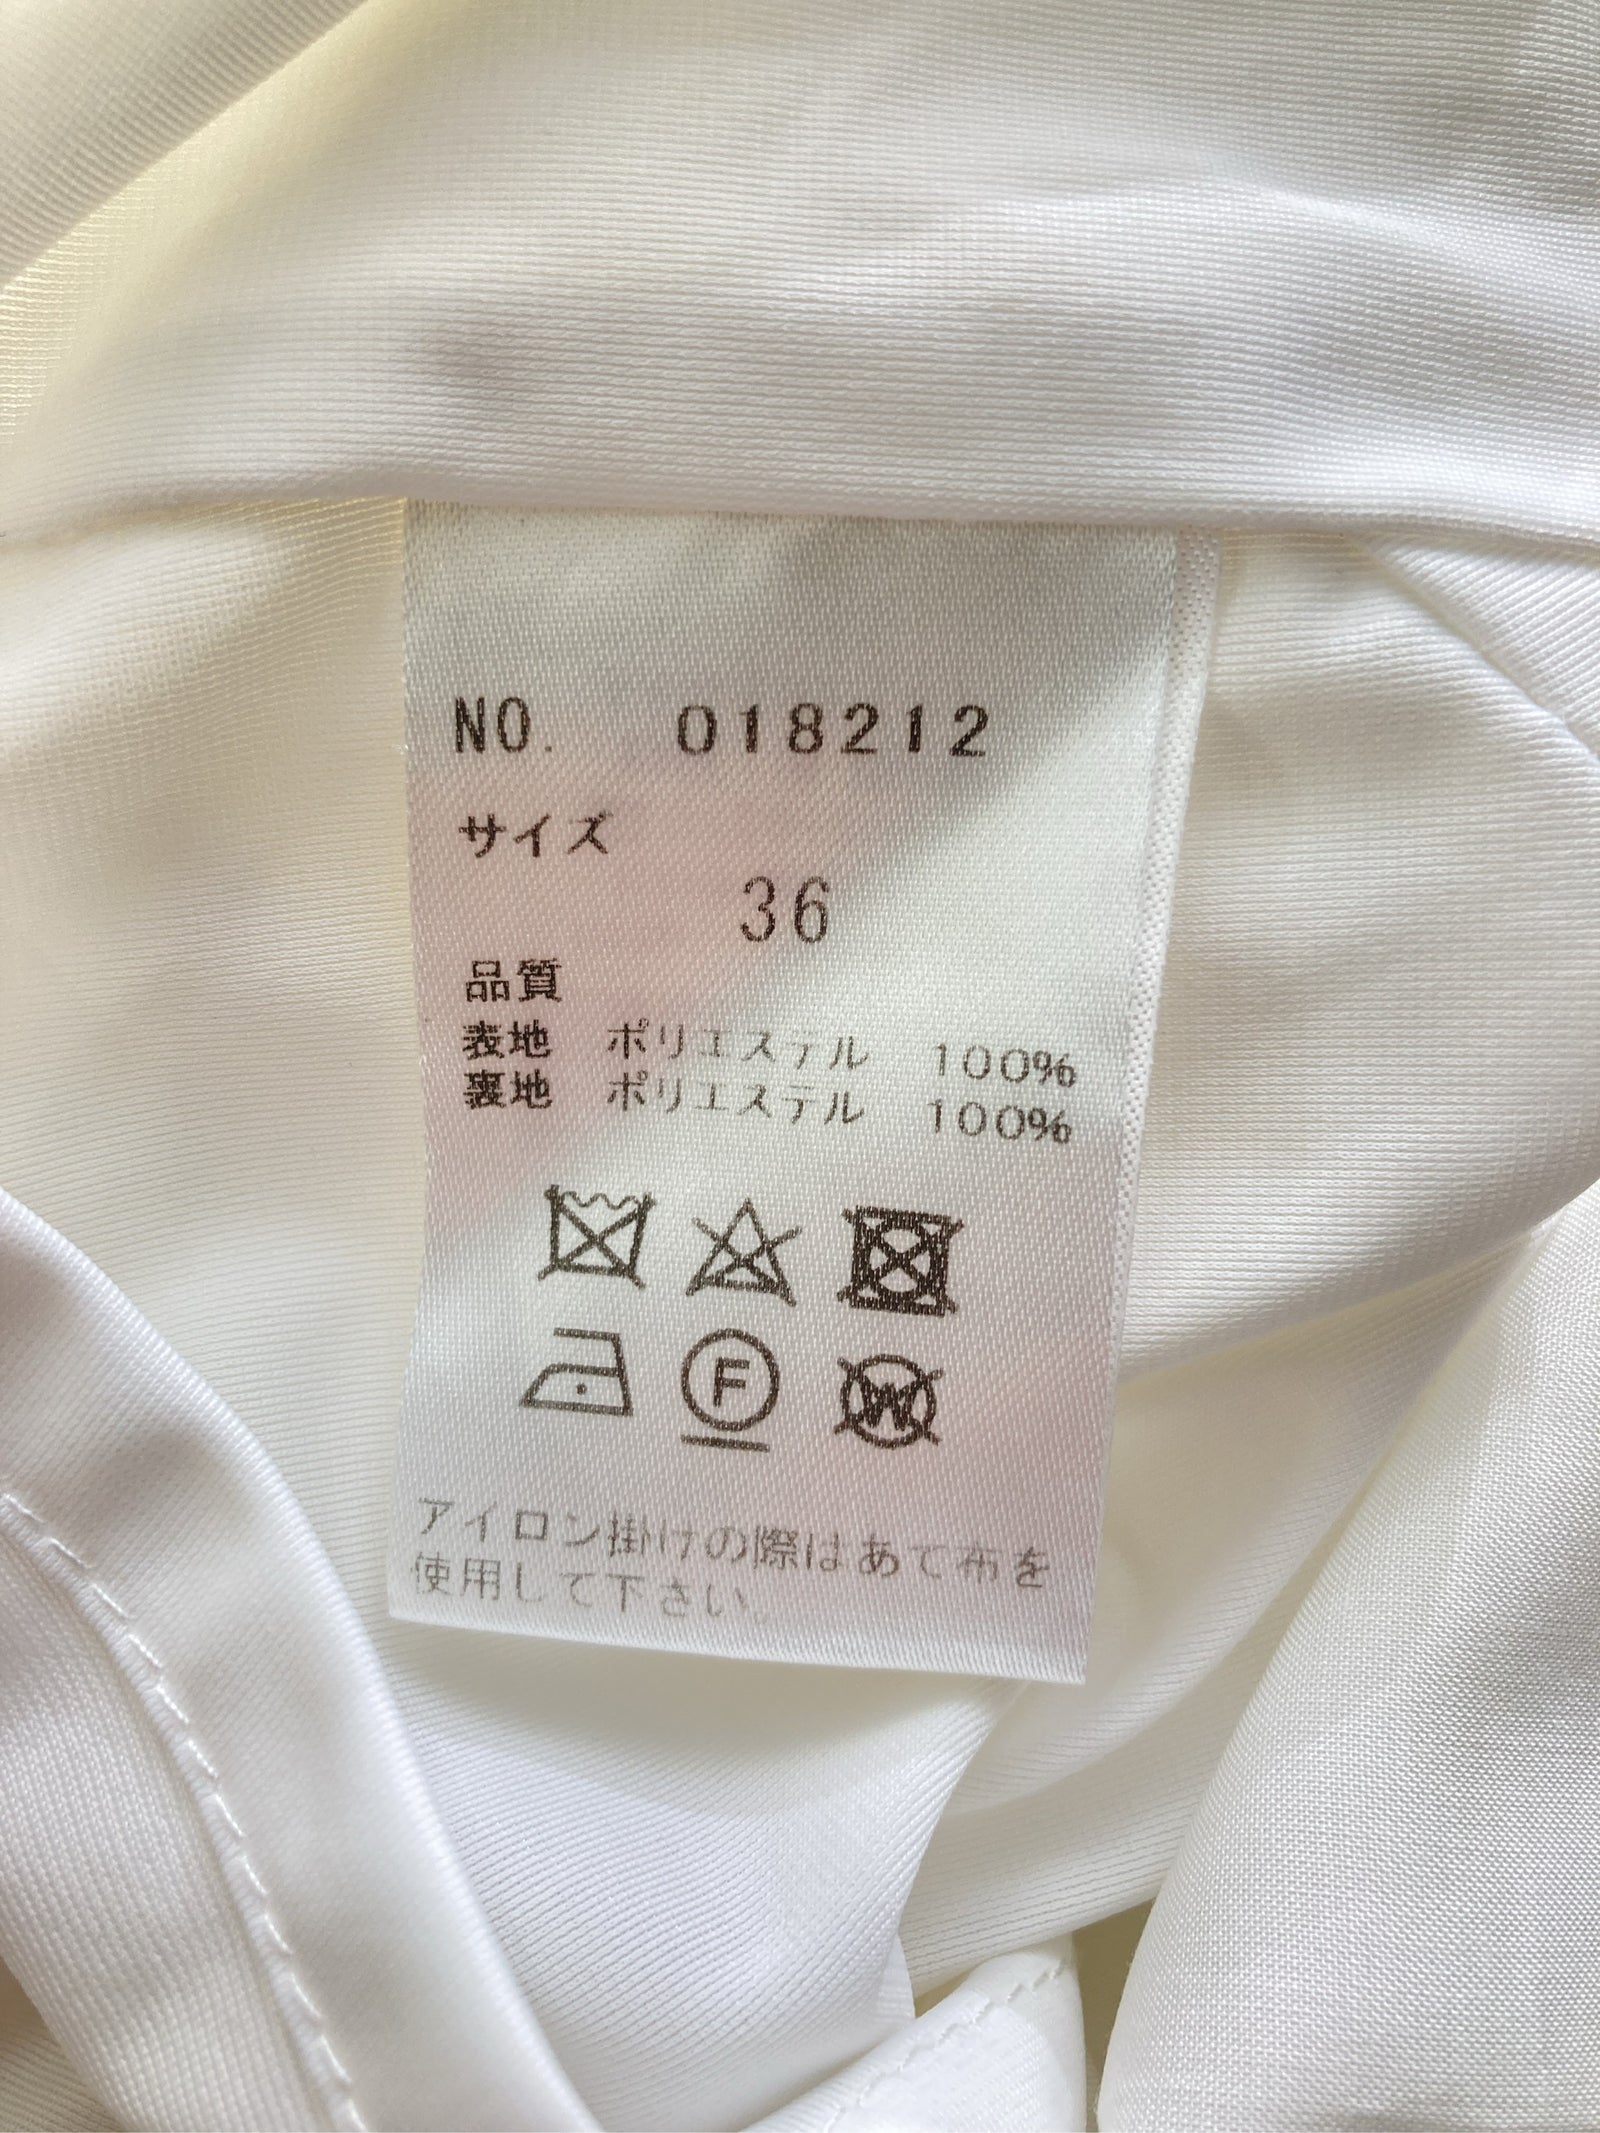 NO. 018212
サイズ
36
品質
表地 ポリエステル 100%
裏地 ポリエステル 100%
F W
アイロン掛けの際はあて布を
使用して下さい。